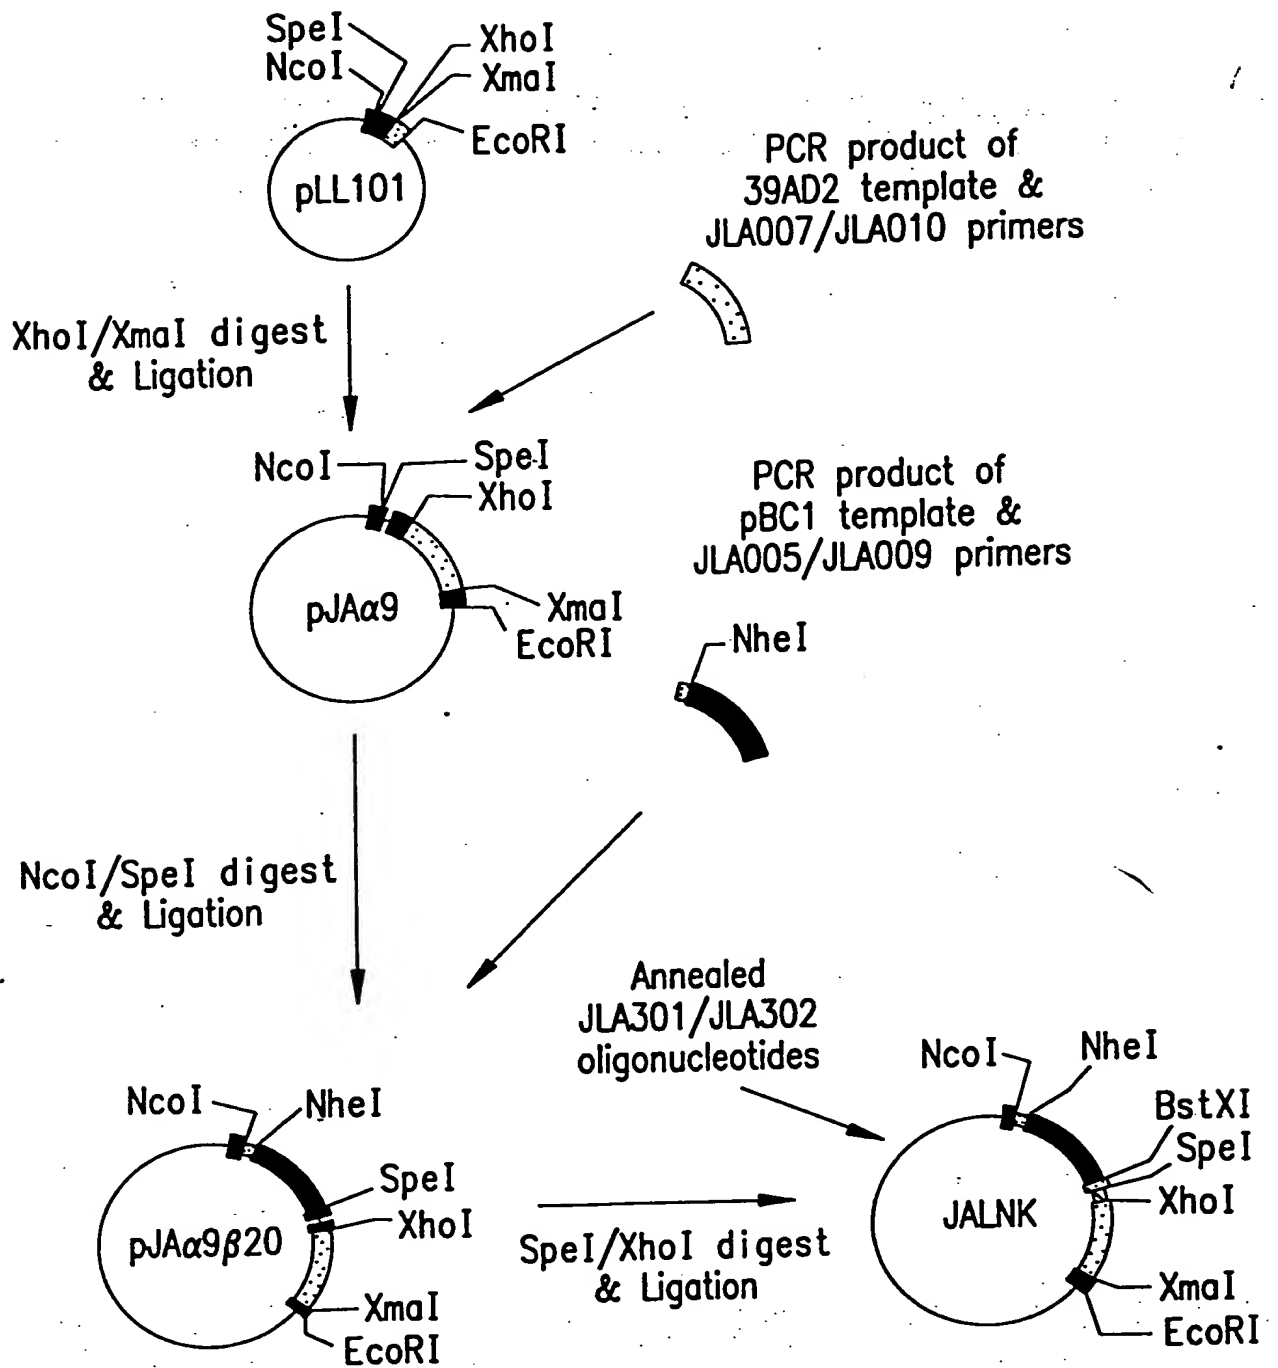 SpeI
NcoI
XhoI
XmaI
EcoRI
pLL101
PCR product of
39AD2 template &
JLA007/JLA010 primers
XhoI/XmaI digest
& Ligation
NcoI
SpeI
XhoI
pJAα9
XmaI
EcoRI
PCR product of
pBC1 template &
JLA005/JLA009 primers
NheI
NcoI/SpeI digest
& Ligation
Annealed
JLA301/JLA302
oligonucleotides
NcoI
NheI
SpeI
XhoI
pJAα9β20
XmaI
EcoRI
SpeI/XhoI digest
& Ligation
NcoI
NheI
BstXI
SpeI
XhoI
JALNK
XmaI
EcoRI